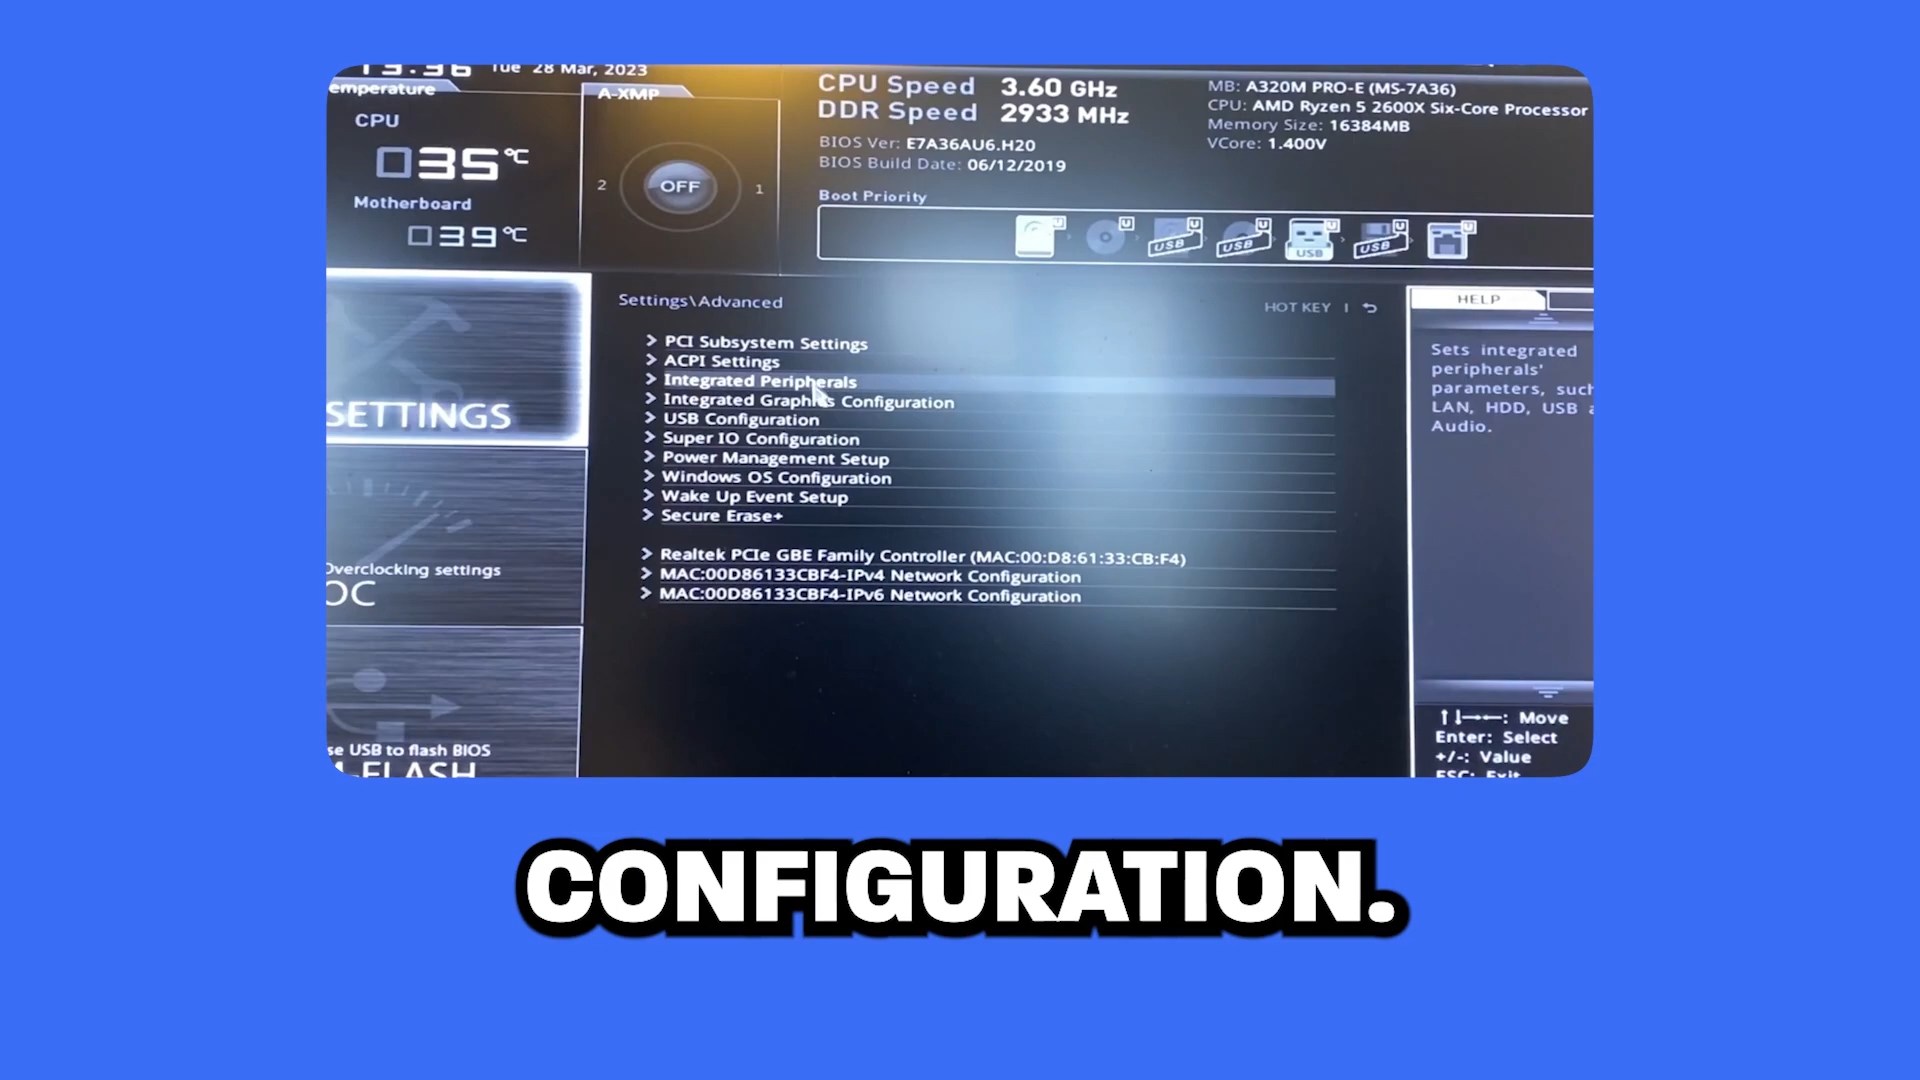 Tue 28 Mar, 2023
emperature
A-XMP
CPU
035°C
Motherboard
039°C
2 OFF 1
CPU Speed 3.60 GHz
DDR Speed 2933 MHz
BIOS Ver: E7A36AU6.H20
BIOS Build Date: 06/12/2019
MB: A320M PRO-E (MS-7A36)
CPU: AMD Ryzen 5 2600X Six-Core Processor
Memory Size: 16384MB
VCore: 1.400V
Boot Priority
U U U U U U U
USB USB USB USB
SETTINGS
Overclocking settings
OC
se USB to flash BIOS
-FLASH
Settings\Advanced
HOT KEY
> PCI Subsystem Settings
> ACPI Settings
> Integrated Peripherals
> Integrated Graphics Configuration
> USB Configuration
> Super IO Configuration
> Power Management Setup
> Windows OS Configuration
> Wake Up Event Setup
> Secure Erase+
> Realtek PCIe GBE Family Controller (MAC:00:D8:61:33:CB:F4)
> MAC:00D86133CBF4-IPv4 Network Configuration
> MAC:00D86133CBF4-IPv6 Network Configuration
HELP
Sets integrated
peripherals'
parameters, such
LAN, HDD, USB a
Audio.
↑↓→←: Move
Enter: Select
+/-: Value
ESC: Exit
CONFIGURATION.